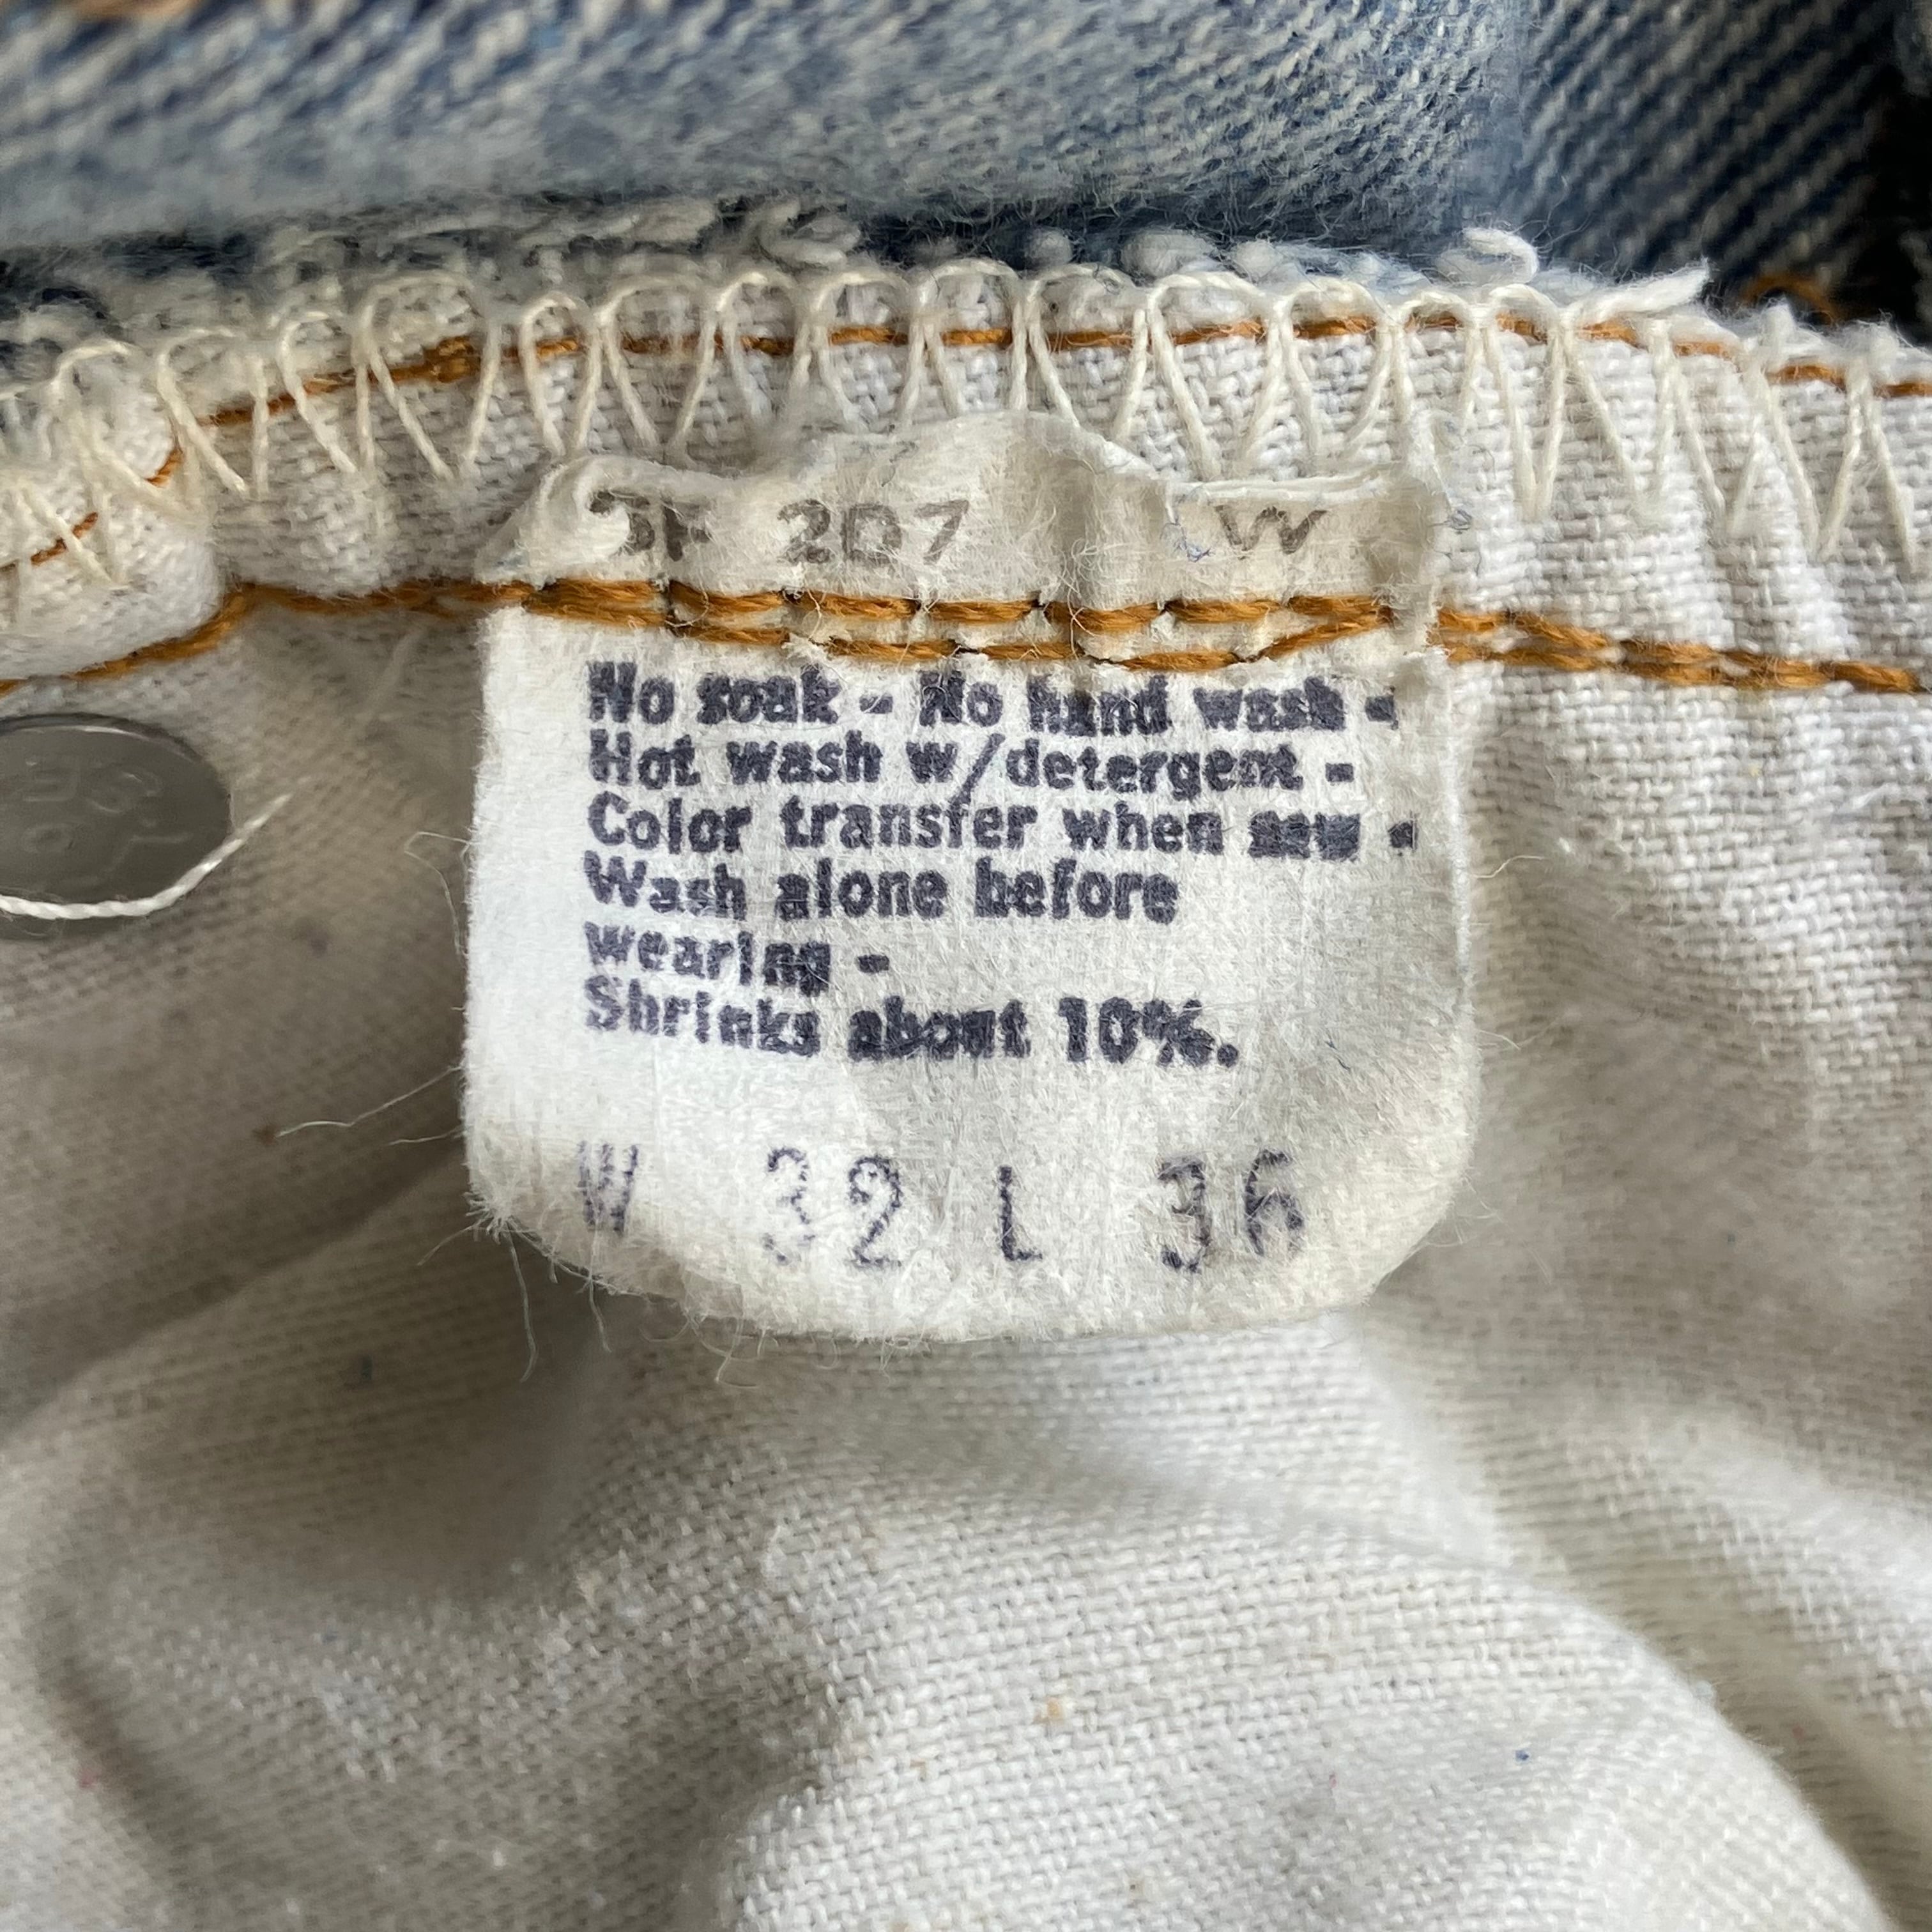 207 W
No soak - No hand wash -
Hot wash w/detergent -
Color transfer when new -
Wash alone before
wearing -
Shrinks about 10%.
W 32 L 36